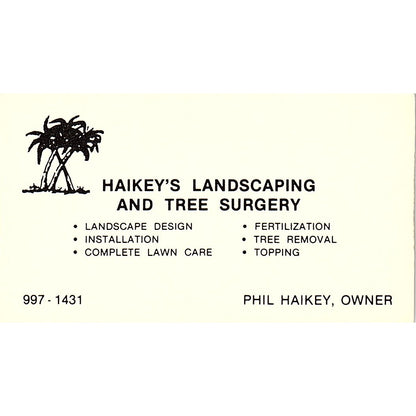 HAIKEY'S LANDSCAPING
AND TREE SURGERY
• LANDSCAPE DESIGN
• INSTALLATION
• COMPLETE LAWN CARE
• FERTILIZATION
• TREE REMOVAL
• TOPPING
997 - 1431
PHIL HAIKEY, OWNER